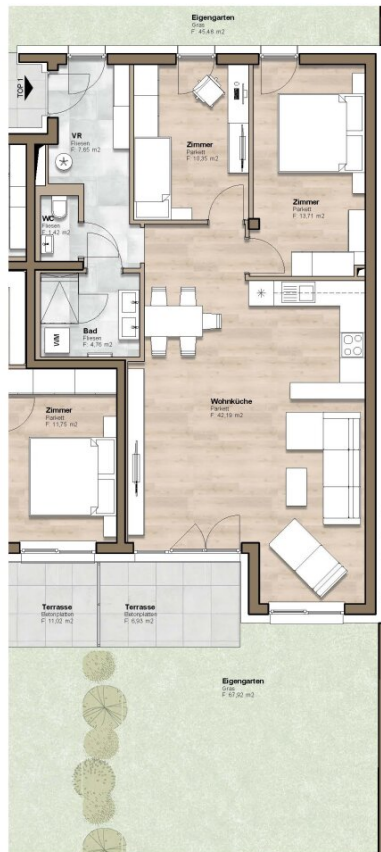 Eigengarten
Gras
F: 45,46 m2
TOP 1
VR
Fliesen
F: 7,65 m2
Zimmer
Parkett
F: 10,35 m2
Zimmer
Parkett
F: 13,71 m2
WC
Fliesen
F: 1,42 m2
Bad
Fliesen
F: 4,76 m2
WM
Wohnküche
Parkett
F: 42,19 m2
Zimmer
Parkett
F: 11,75 m2
Terrasse
Betonplatten
F: 11,02 m2
Terrasse
Betonplatten
F: 6,93 m2
Eigengarten
Gras
F: 67,92 m2